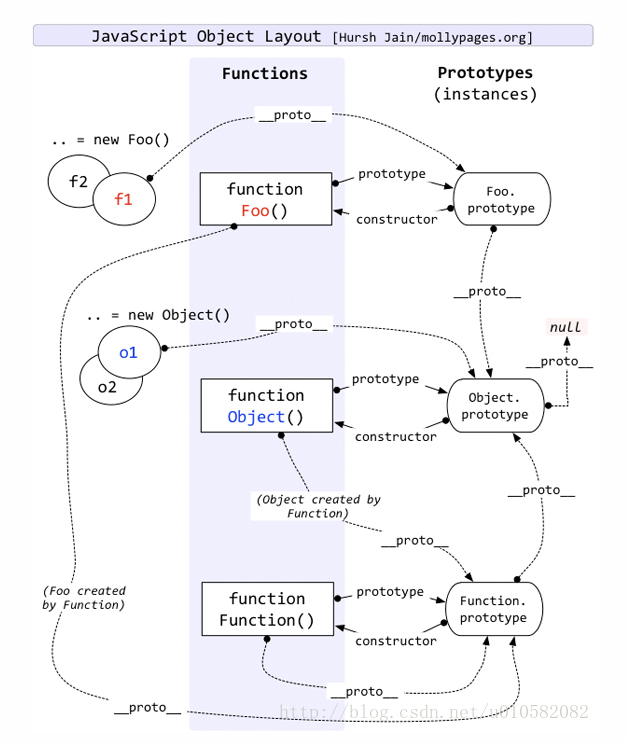 JavaScript Object Layout [Hursh Jain/mollypages.org]
Functions
Prototypes
(instances)
__proto__
.. = new Foo()
f2
f1
function
Foo()
prototype
constructor
Foo.
prototype
__proto__
.. = new Object()
__proto__
null
__proto__
o1
o2
function
Object()
prototype
constructor
Object.
prototype
(Object created by
Function)
__proto__
__proto__
(Foo created
by Function)
function
Function()
prototype
constructor
Function.
prototype
__proto__
__proto__
http://blog.csdn.net/u010582082